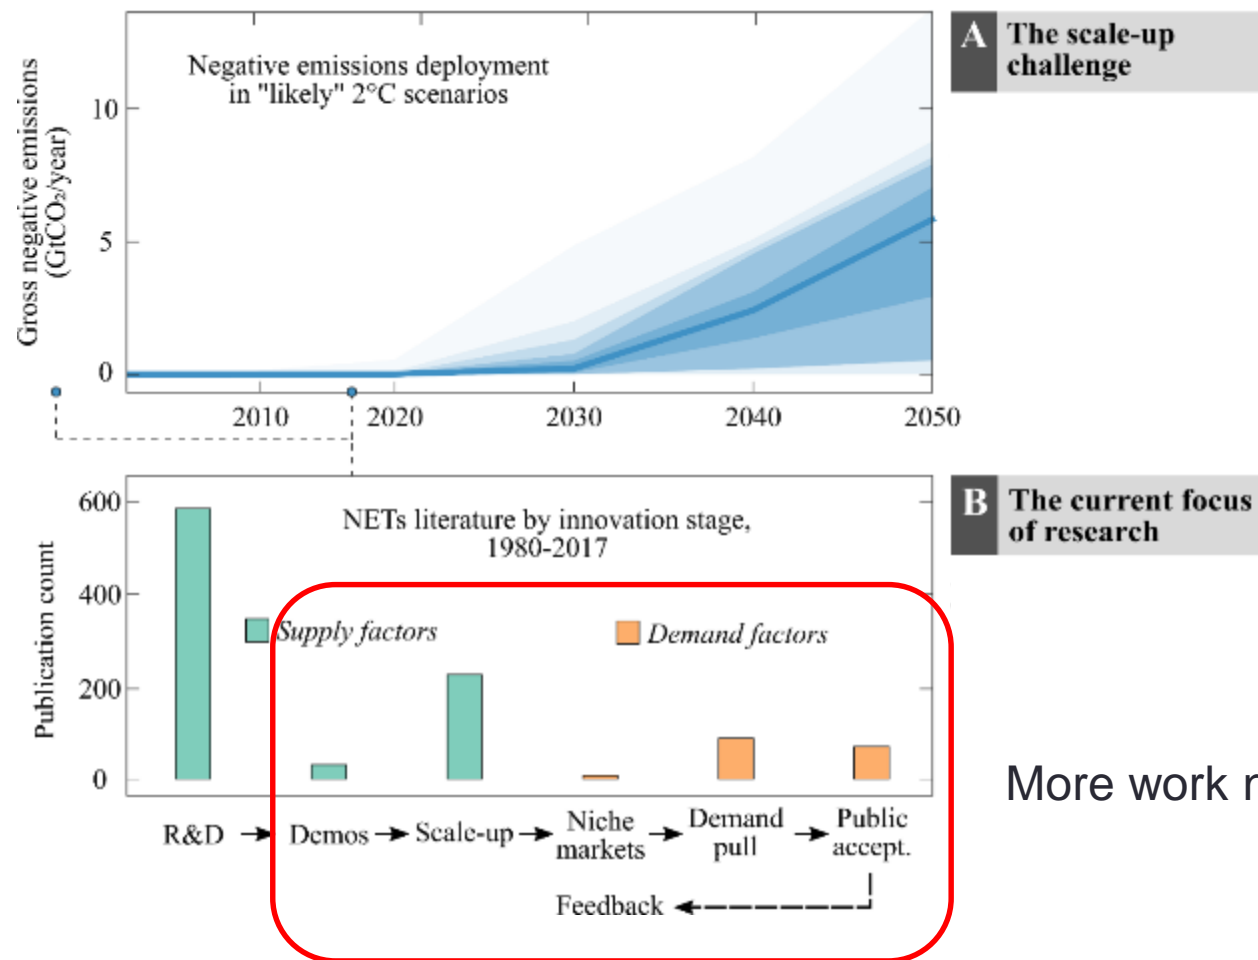 A The scale-up
challenge
Negative emissions deployment
in "likely" 2°C scenarios
Gross negative emissions
(GtCO₂/year)
10
5
0
2010 2020 2030 2040 2050
B The current focus
of research
NETs literature by innovation stage,
1980-2017
Publication count
600
400
200
0
Supply factors Demand factors
R&D Demos Scale-up Niche markets Demand pull Public accept.
Feedback
More work